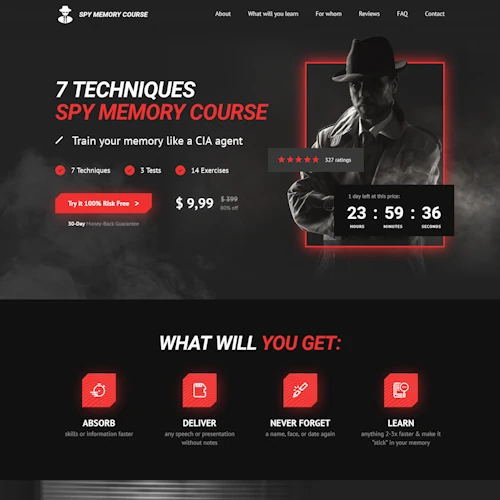 SPY MEMORY COURSE
About What will you learn For whom Reviews FAQ Contact
7 TECHNIQUES
SPY MEMORY COURSE
Train your memory like a CIA agent
327 ratings
7 Techniques 3 Tests 14 Exercises
1 day left at this price:
Try it 100% Risk Free >
$ 9,99
$ 399
80% off
23 : 59 : 36
HOURS MINUTES SECONDS
30-Day Money-Back Guarantee
WHAT WILL YOU GET:
ABSORB
skills or information faster
DELIVER
any speech or presentation
without notes
NEVER FORGET
a name, face, or date again
LEARN
anything 2-3x faster & make it
"stick" in your memory